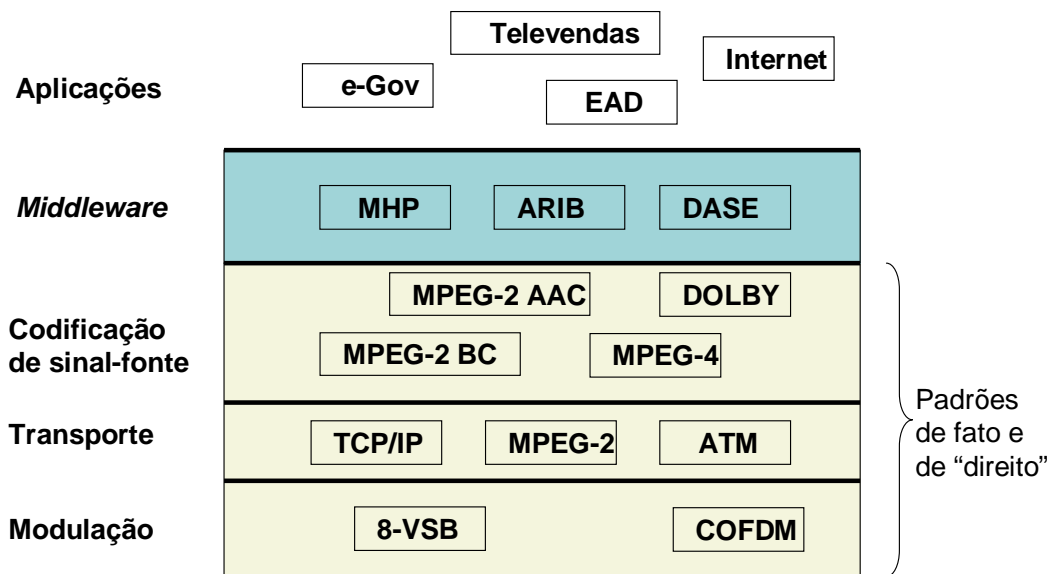 Televendas
Internet
Aplicações
e-Gov
EAD
Middleware
MHP
ARIB
DASE
MPEG-2 AAC
DOLBY
Codificação
de sinal-fonte
MPEG-2 BC
MPEG-4
Padrões
de fato e
de “direito”
Transporte
TCP/IP
MPEG-2
ATM
Modulação
8-VSB
COFDM